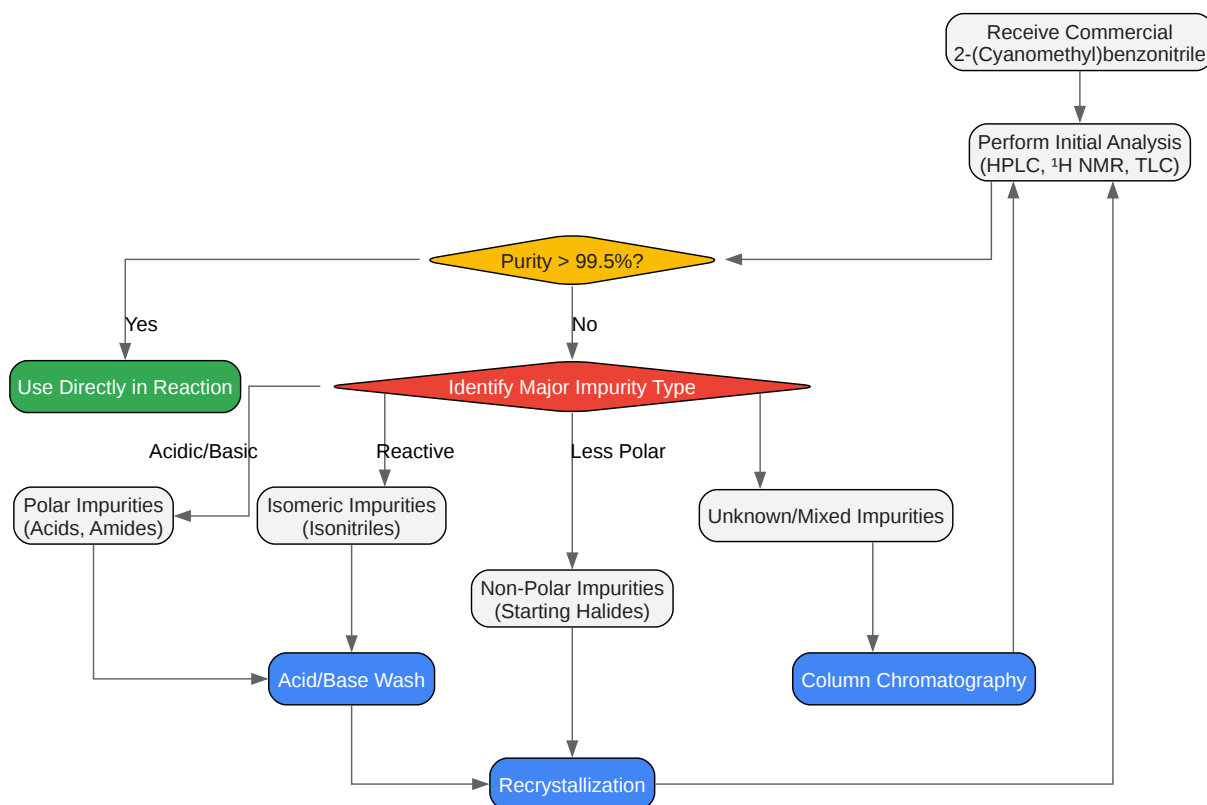 Receive Commercial
2-(Cyanomethyl)benzonitrile
Perform Initial Analysis
(HPLC, ¹H NMR, TLC)
Purity > 99.5%?
Yes
No
Use Directly in Reaction
Identify Major Impurity Type
Acidic/Basic
Reactive
Less Polar
Polar Impurities
(Acids, Amides)
Isomeric Impurities
(Isonitriles)
Unknown/Mixed Impurities
Non-Polar Impurities
(Starting Halides)
Acid/Base Wash
Column Chromatography
Recrystallization